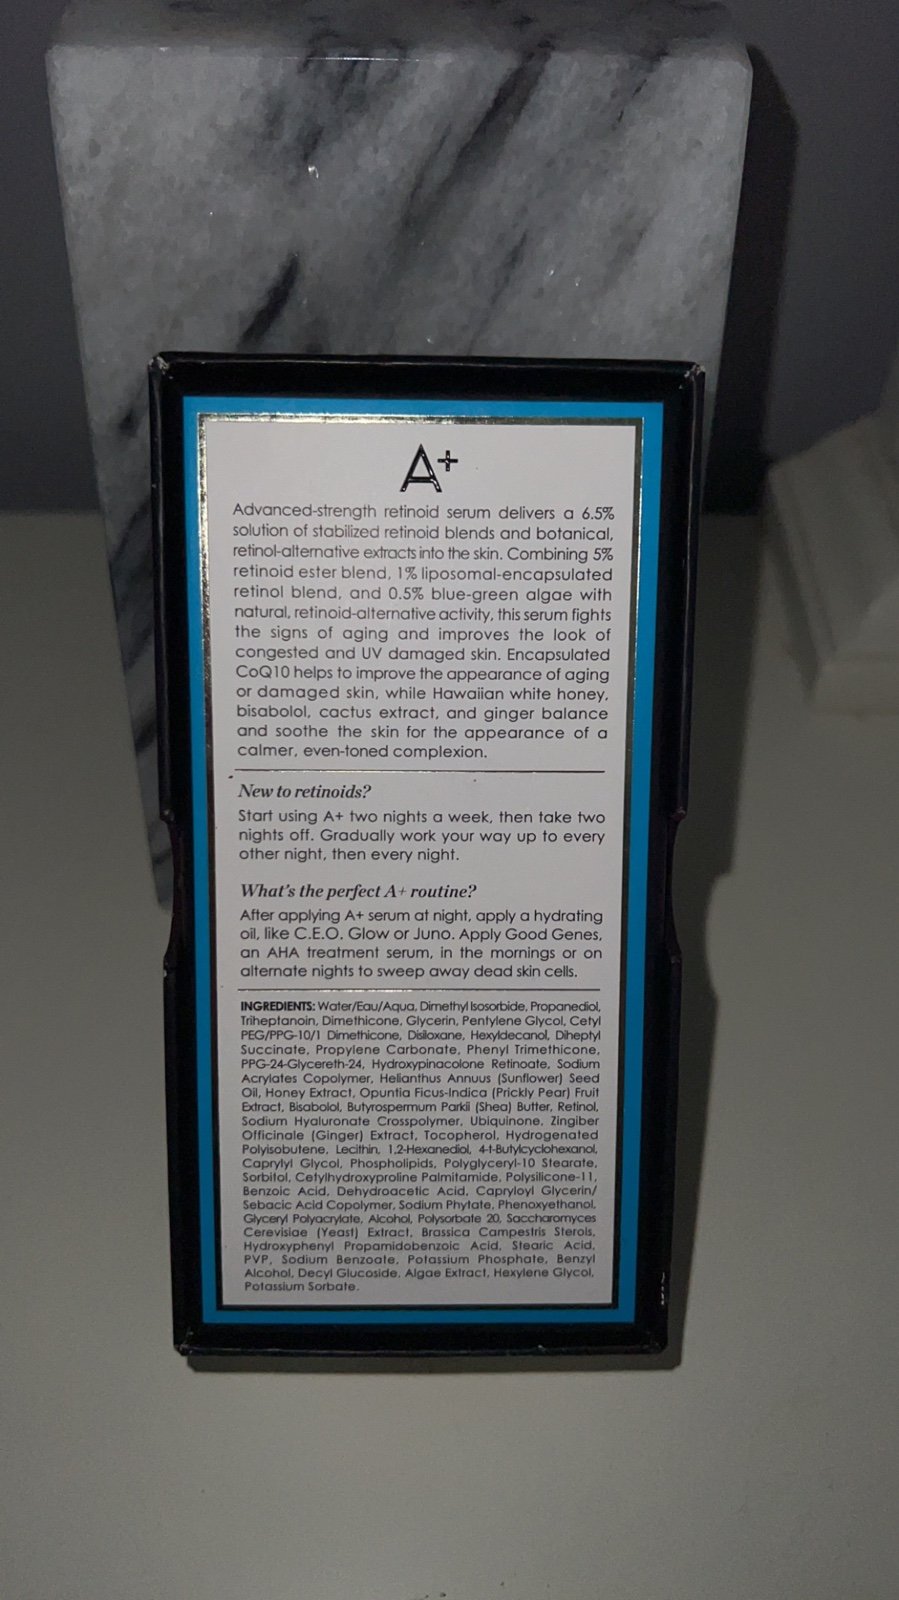 A+
Advanced-strength retinoid serum delivers a 6.5%
solution of stabilized retinoid blends and botanical,
retinol-alternative extracts into the skin. Combining 5%
retinoid ester blend, 1% liposomal-encapsulated
retinol blend, and 0.5% blue-green algae with
natural, retinoid-alternative activity, this serum fights
the signs of aging and improves the look of
congested and UV damaged skin. Encapsulated
CoQ10 helps to improve the appearance of aging
or damaged skin, while Hawaiian white honey,
bisabolol, cactus extract, and ginger balance
and soothe the skin for the appearance of a
calmer, even-toned complexion.
New to retinoids?
Start using A+ two nights a week, then take two
nights off. Gradually work your way up to every
other night, then every night.
What's the perfect A+ routine?
After applying A+ serum at night, apply a hydrating
oil, like C.E.O. Glow or Juno. Apply Good Genes,
an AHA treatment serum, in the mornings or on
alternate nights to sweep away dead skin cells.
INGREDIENTS: Water/Eau/Aqua, Dimethyl Isosorbide, Propanediol,
Triheptanoin, Dimethicone, Glycerin, Pentylene Glycol, Cetyl
PEG/PPG-10/1 Dimethicone, Disiloxane, Hexyldecanol, Diheptyl
Succinate, Propylene Carbonate, Phenyl Trimethicone,
PPG-24-Glycereth-24, Hydroxypinacolone Retinoate, Sodium
Acrylates Copolymer, Helianthus Annuus (Sunflower) Seed
Oil, Honey Extract, Opuntia Ficus-Indica (Prickly Pear) Fruit
Extract, Bisabolol, Butyrospermum Parkii (Shea) Butter, Retinol,
Sodium Hyaluronate Crosspolymer, Ubiquinone, Zingiber
Officinale (Ginger) Extract, Tocopherol, Hydrogenated
Polyisobutene, Lecithin, 1,2-Hexanediol, 4-t-Butylcyclohexanol,
Caprylyl Glycol, Phospholipids, Polyglyceryl-10 Stearate,
Sorbitol, Cetylhydroxyproline Palmitamide, Polysilicone-11,
Benzoic Acid, Dehydroacetic Acid, Capryloyl Glycerin/
Sebacic Acid Copolymer, Sodium Phytate, Phenoxyethanol,
Glyceryl Polyacrylate, Alcohol, Polysorbate 20, Saccharomyces
Cerevisiae (Yeast) Extract, Brassica Campestris Sterols,
Hydroxyphenyl Propamidobenzoic Acid, Stearic Acid,
PVP, Sodium Benzoate, Potassium Phosphate, Benzyl
Alcohol, Decyl Glucoside, Algae Extract, Hexylene Glycol,
Potassium Sorbate.